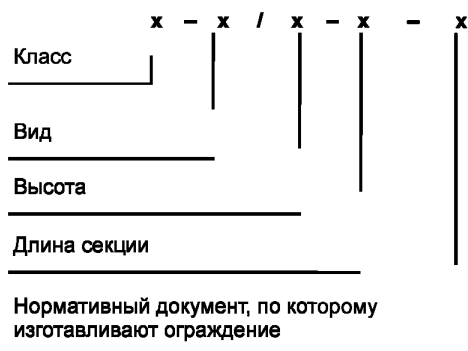 х – х / х – х – х
Класс
Вид
Высота
Длина секции
Нормативный документ, по которому
изготавливают ограждение